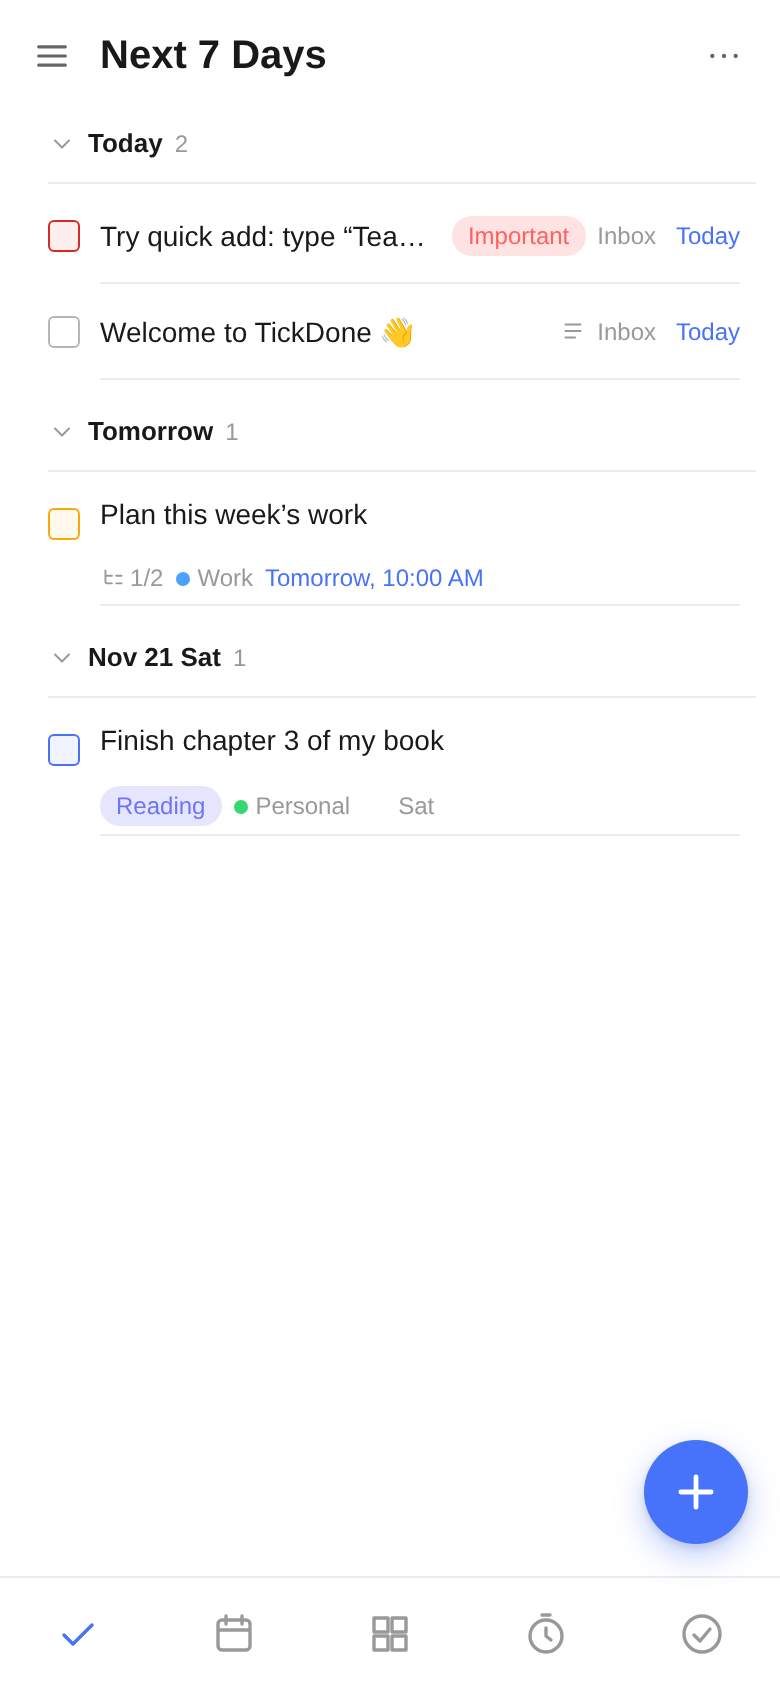 Next 7 Days
Today 2
Try quick add: type “Tea… Important Inbox Today
Welcome to TickDone 👋 Inbox Today
Tomorrow 1
Plan this week’s work
1/2 Work Tomorrow, 10:00 AM
Nov 21 Sat 1
Finish chapter 3 of my book
Reading Personal Sat